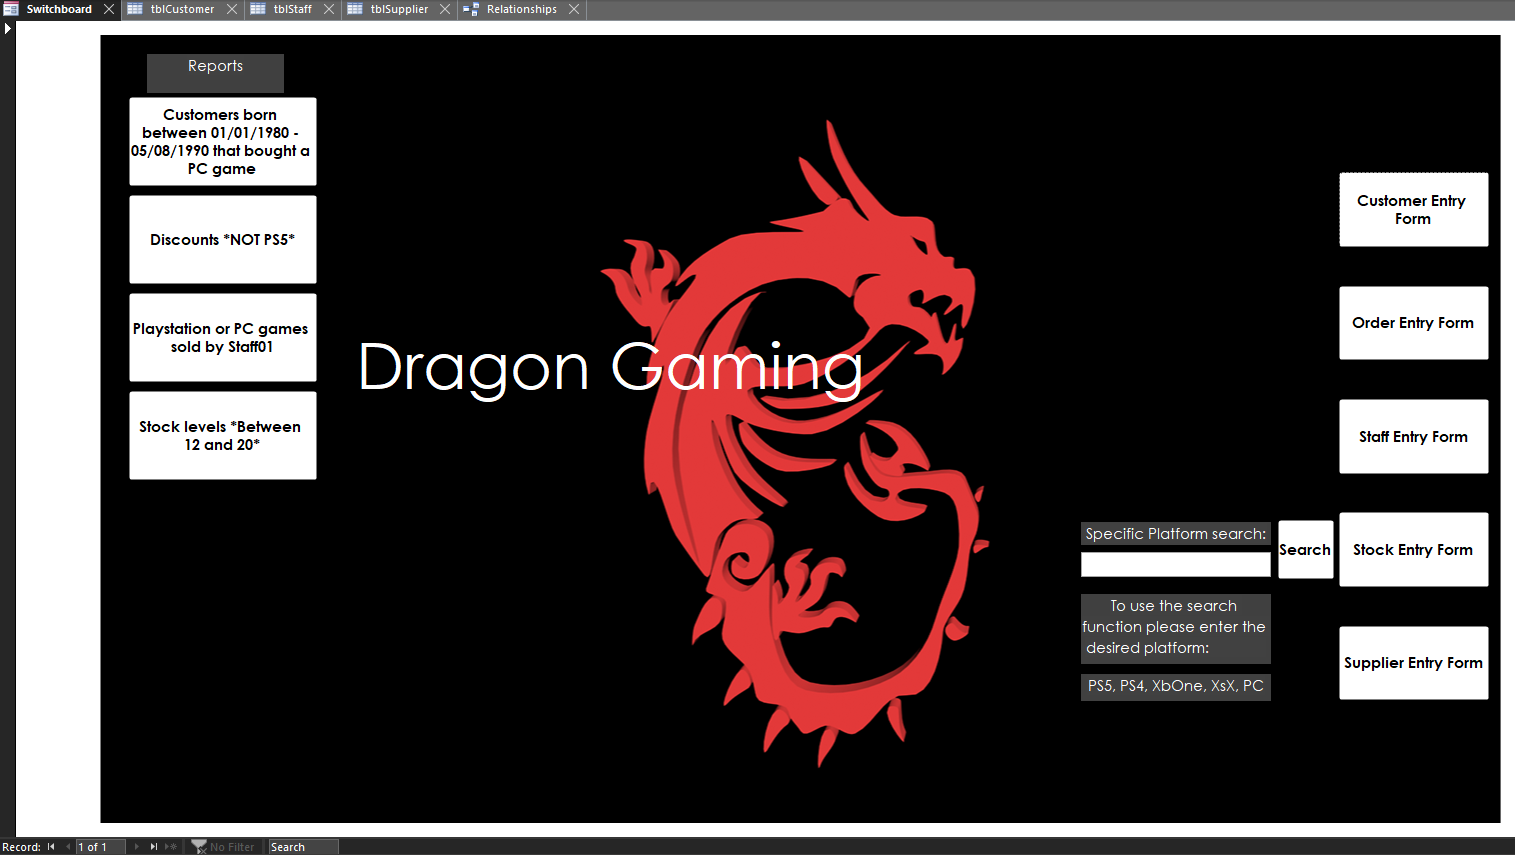 Switchboard
tblCustomer
tblStaff
tblSupplier
Relationships
Reports
Customers born
between 01/01/1980 -
05/08/1990 that bought a
PC game
Discounts *NOT PS5*
Playstation or PC games
sold by Staff01
Stock levels *Between
12 and 20*
Dragon Gaming
Customer Entry
Form
Order Entry Form
Staff Entry Form
Specific Platform search:
Search
Stock Entry Form
To use the search
function please enter the
desired platform:
PS5, PS4, XbOne, XsX, PC
Supplier Entry Form
Record:
1 of 1
No Filter
Search